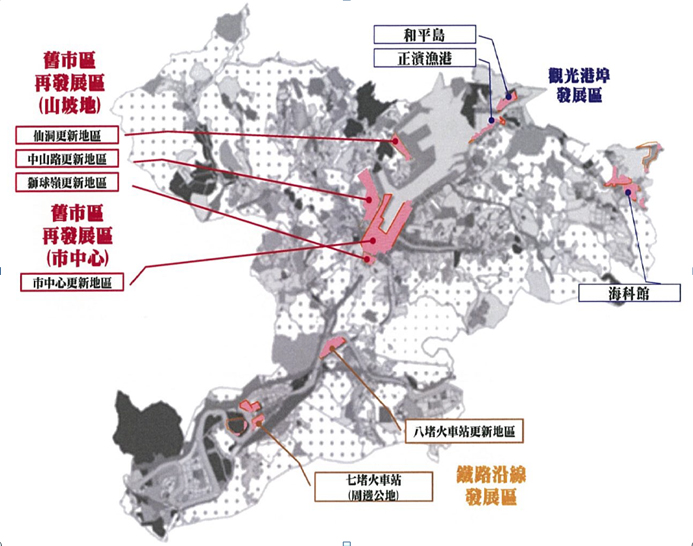 舊市區
再發展區
(山坡地)
仙洞更新地區
中山路更新地區
獅球嶺更新地區
舊市區
再發展區
(市中心)
市中心更新地區
和平島
正濱漁港
觀光港埠
發展區
海科館
八堵火車站更新地區
七堵火車站
(周邊公地)
鐵路沿線
發展區